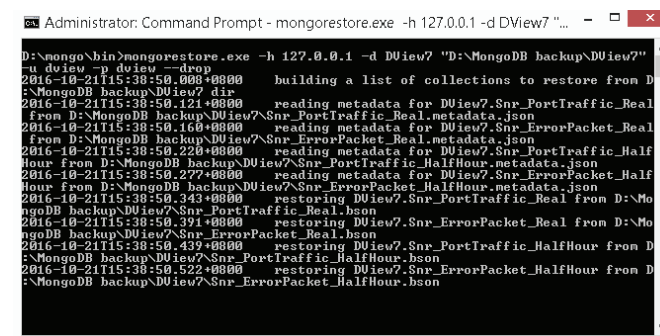 Administrator: Command Prompt - mongorestore.exe -h 127.0.0.1 -d DView7 "...
D:\mongo\bin>mongorestore.exe -h 127.0.0.1 -d DView7 "D:\MongoDB backup\DView7"
-u dview -p dview --drop
2016-10-21T15:38:50.008+0800 building a list of collections to restore from D
:\MongoDB backup\DView7 dir
2016-10-21T15:38:50.121+0800 reading metadata for DView7.Snr_PortTraffic_Real
from D:\MongoDB backup\DView7\Snr_PortTraffic_Real.metadata.json
2016-10-21T15:38:50.160+0800 reading metadata for DView7.Snr_ErrorPacket_Real
from D:\MongoDB backup\DView7\Snr_ErrorPacket_Real.metadata.json
2016-10-21T15:38:50.220+0800 reading metadata for DView7.Snr_PortTraffic_Half
Hour from D:\MongoDB backup\DView7\Snr_PortTraffic_HalfHour.metadata.json
2016-10-21T15:38:50.277+0800 reading metadata for DView7.Snr_ErrorPacket_Half
Hour from D:\MongoDB backup\DView7\Snr_ErrorPacket_HalfHour.metadata.json
2016-10-21T15:38:50.343+0800 restoring DView7.Snr_PortTraffic_Real from D:\Mo
ngoDB backup\DView7\Snr_PortTraffic_Real.bson
2016-10-21T15:38:50.391+0800 restoring DView7.Snr_ErrorPacket_Real from D:\Mo
ngoDB backup\DView7\Snr_ErrorPacket_Real.bson
2016-10-21T15:38:50.439+0800 restoring DView7.Snr_PortTraffic_HalfHour from D
:\MongoDB backup\DView7\Snr_PortTraffic_HalfHour.bson
2016-10-21T15:38:50.522+0800 restoring DView7.Snr_ErrorPacket_HalfHour from D
:\MongoDB backup\DView7\Snr_ErrorPacket_HalfHour.bson